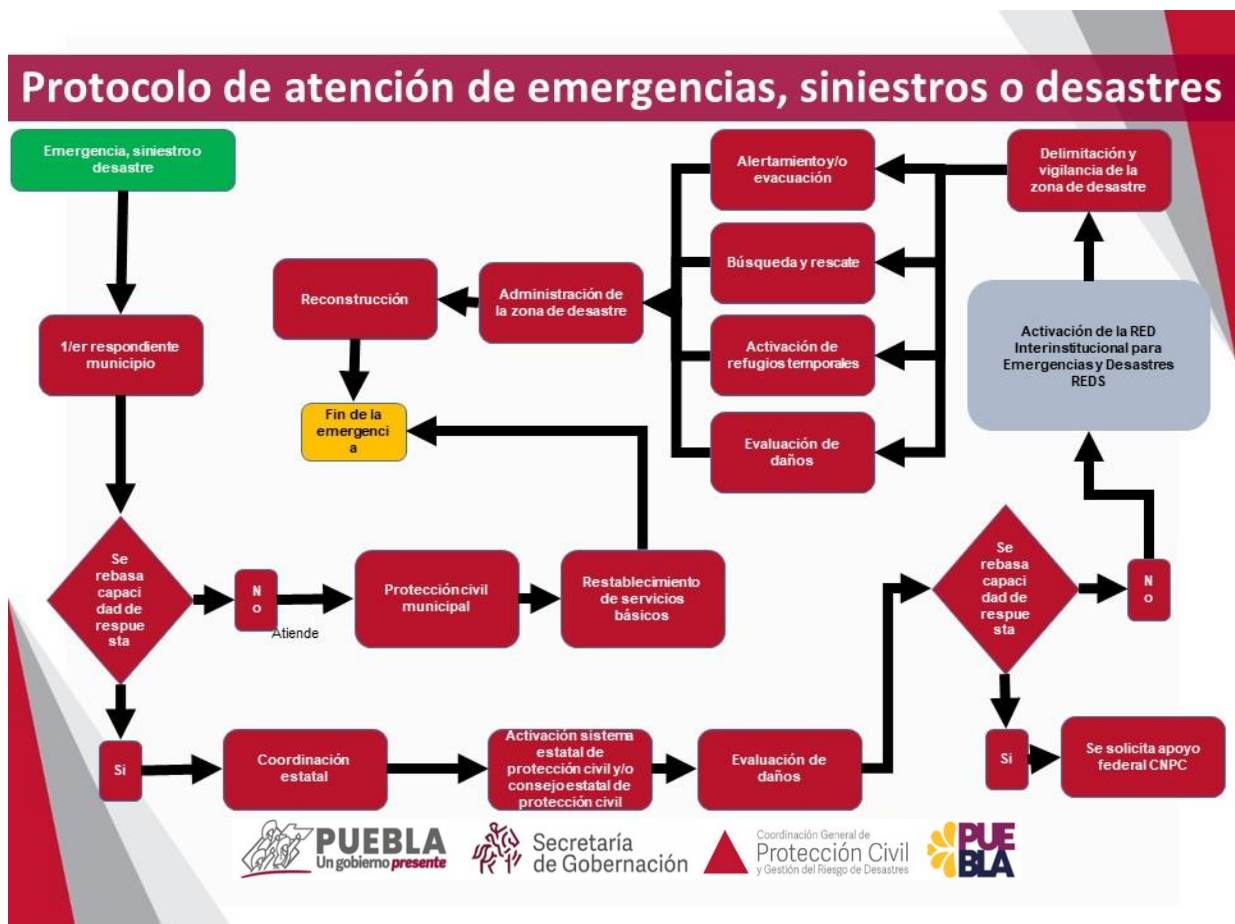 Protocolo de atención de emergencias, siniestros o desastres
Emergencia, siniestro o
desastre
1/er respondiente
municipio
Se
rebasa
capaci
dad de
respue
sta
N
o
Atiende
Protección civil
municipal
Restablecimiento
de servicios
básicos
Fin de la
emergenci
a
Si
Coordinación
estatal
Activación sistema
estatal de
protección civil y/o
consejo estatal de
protección civil
Evaluación de
daños
Se
rebasa
capaci
dad de
respue
sta
N
o
Si
Se solicita apoyo
federal CNPC
Activación de la RED
Interinstitucional para
Emergencias y Desastres
REDS
Delimitación y
vigilancia de la
zona de desastre
Alertamiento y/o
evacuación
Búsqueda y rescate
Activación de
refugios temporales
Evaluación de
daños
Administración de
la zona de desastre
Reconstrucción
PUEBLA
Un gobierno presente
Secretaría
de Gobernación
Coordinación General de
Protección Civil
y Gestión del Riesgo de Desastres
PUE
BLA